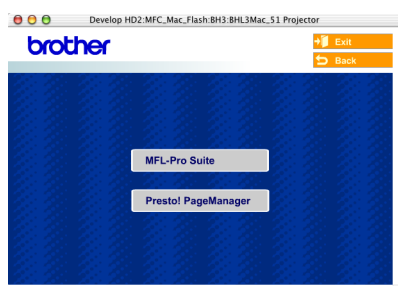 Develop HD2:MFC_Mac_Flash:BH3:BHL3Mac_51 Projector
brother
Exit
Back
MFL-Pro Suite
Presto! PageManager